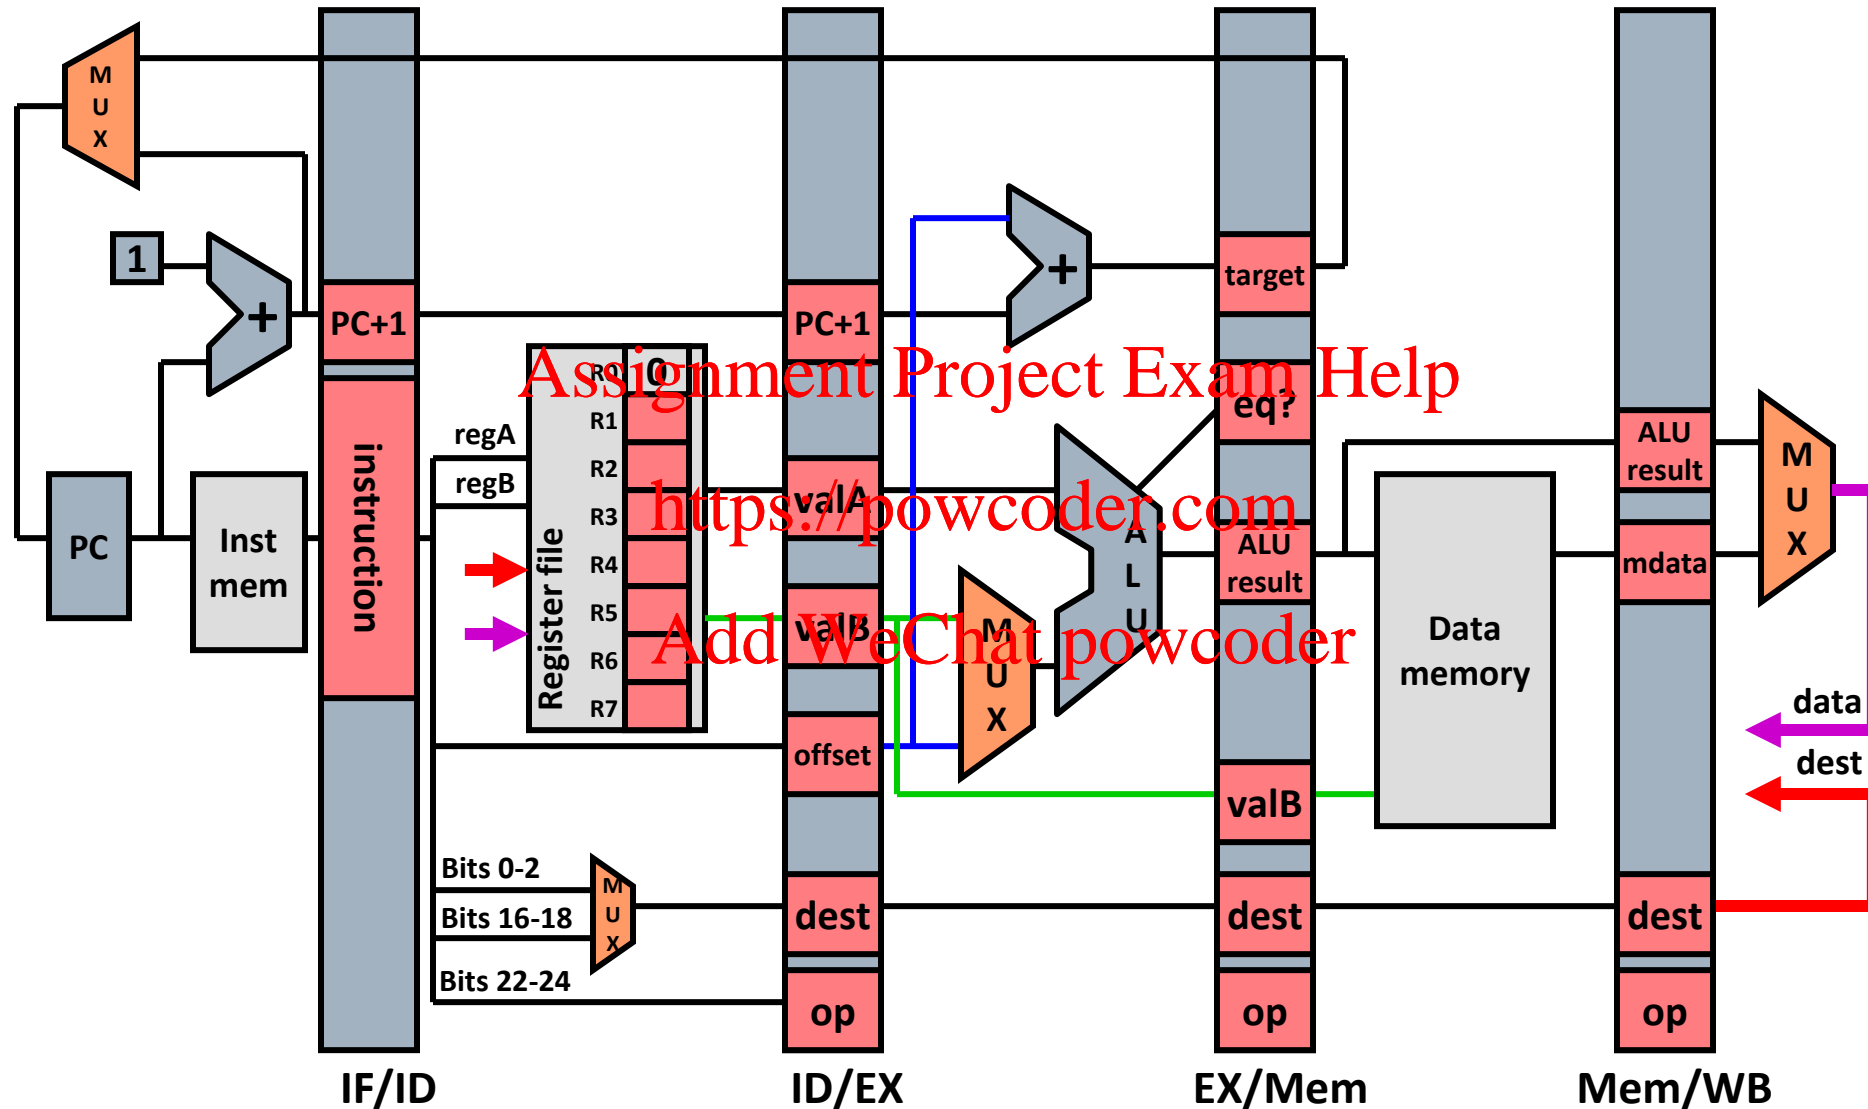 M
U
X
1
+
PC
Inst
mem
PC+1
instruction
regA
regB
Register file
R0
0
R1
R2
R3
R4
R5
R6
R7
Bits 0-2
Bits 16-18
Bits 22-24
M
U
X
PC+1
valA
valB
offset
dest
op
+
M
U
X
A
L
U
target
eq?
ALU
result
valB
dest
op
Data
memory
ALU
result
mdata
dest
op
M
U
X
data
dest
Assignment Project Exam Help
https://powcoder.com
Add WeChat powcoder
IF/ID
ID/EX
EX/Mem
Mem/WB